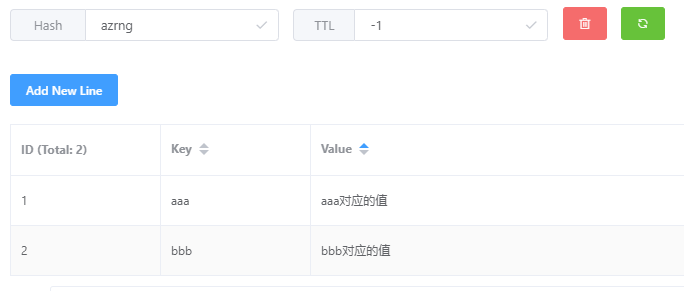 Hash azrng TTL -1
Add New Line
ID (Total: 2) Key Value
1 aaa aaa对应的值
2 bbb bbb对应的值